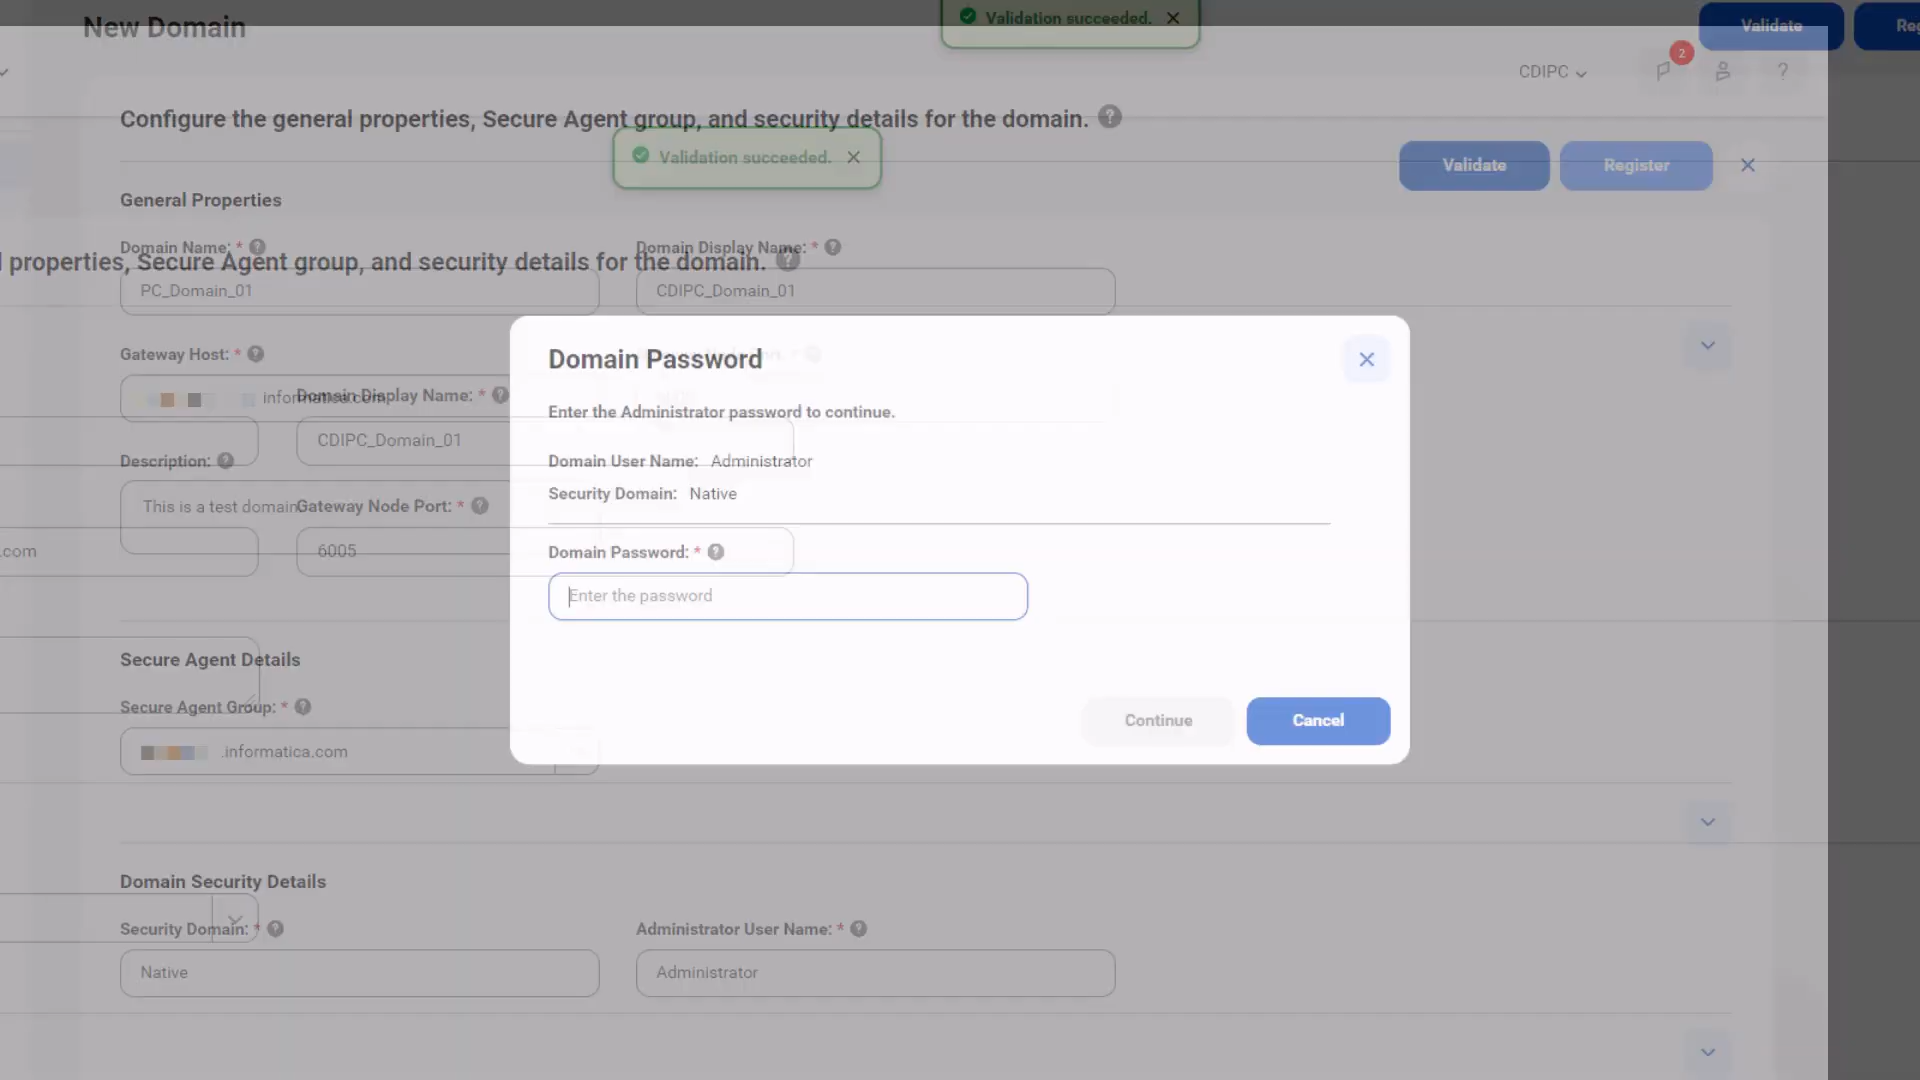 New Domain
Validation succeeded.
Validate
CDIPC
2
Configure the general properties, Secure Agent group, and security details for the domain.
Validation succeeded.
Validate
Register
General Properties
Domain Name: *
Domain Display Name: *
properties, Secure Agent group, and security details for the domain.
PC_Domain_01
CDIPC_Domain_01
Gateway Host: *
informatica.com
Domain Display Name: *
CDIPC_Domain_01
Description:
This is a test domain
Gateway Node Port: *
.com
6005
Domain Password
Enter the Administrator password to continue.
Domain User Name: Administrator
Security Domain: Native
Domain Password: *
Enter the password
Continue
Cancel
Secure Agent Details
Secure Agent Group: *
.informatica.com
Domain Security Details
Security Domain: *
Administrator User Name: *
Native
Administrator